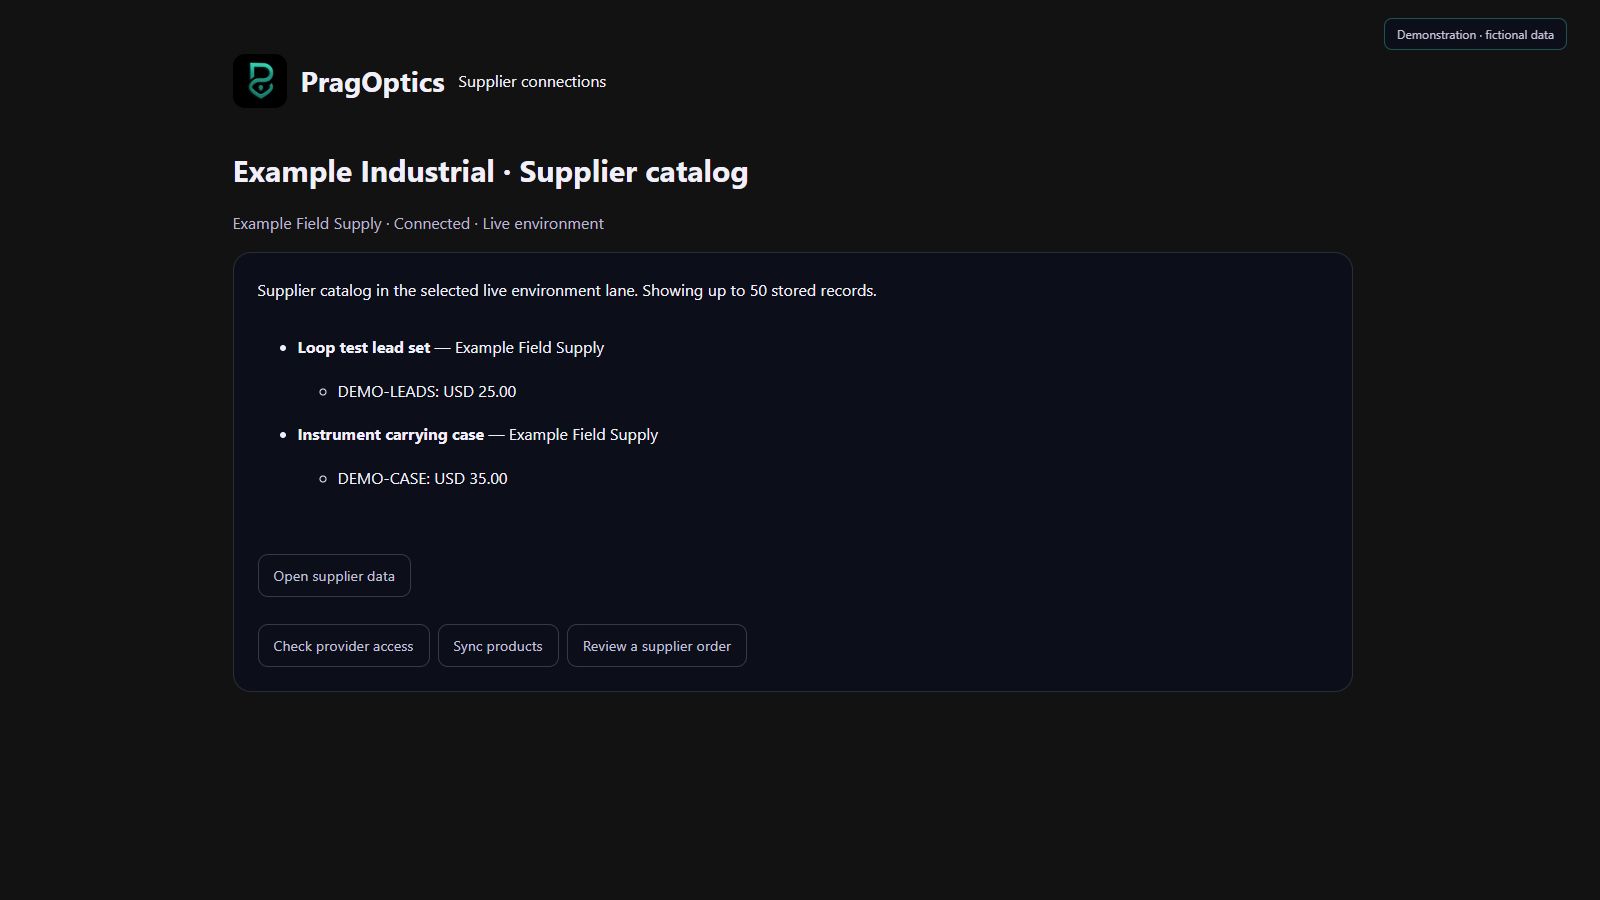 Demonstration · fictional data
PragOptics Supplier connections
Example Industrial · Supplier catalog
Example Field Supply · Connected · Live environment
Supplier catalog in the selected live environment lane. Showing up to 50 stored records.
Loop test lead set — Example Field Supply
DEMO-LEADS: USD 25.00
Instrument carrying case — Example Field Supply
DEMO-CASE: USD 35.00
Open supplier data
Check provider access Sync products Review a supplier order